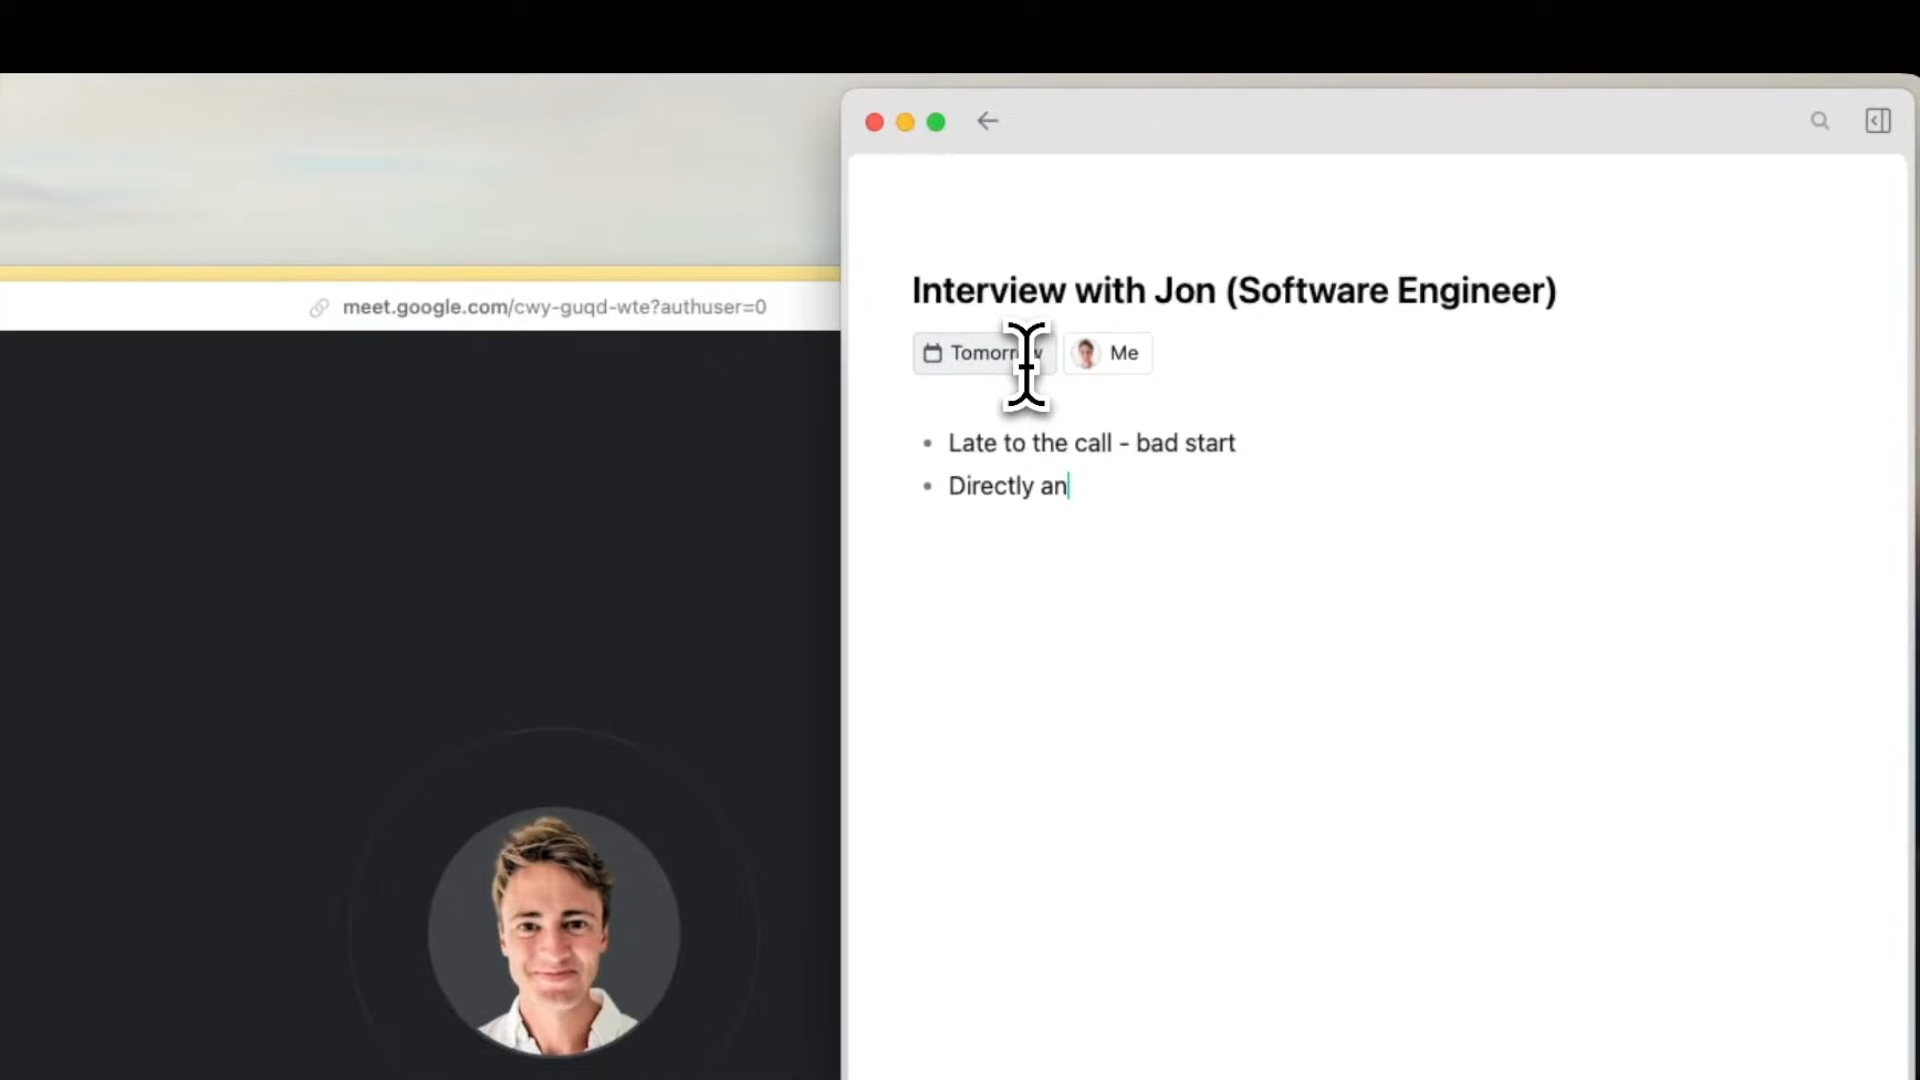 meet.google.com/cwy-guqd-wte?authuser=0
Interview with Jon (Software Engineer)
Tomorrow
Me
Late to the call - bad start
Directly an